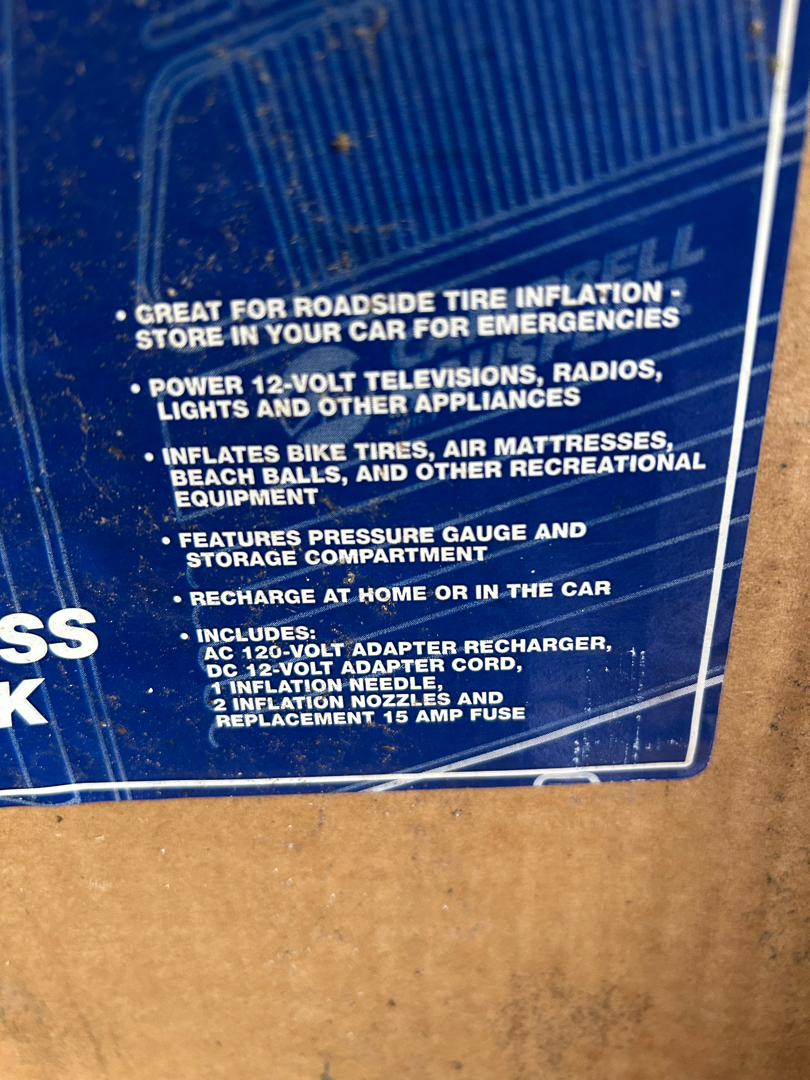 • GREAT FOR ROADSIDE TIRE INFLATION -
STORE IN YOUR CAR FOR EMERGENCIES
• POWER 12-VOLT TELEVISIONS, RADIOS,
LIGHTS AND OTHER APPLIANCES
• INFLATES BIKE TIRES, AIR MATTRESSES,
BEACH BALLS, AND OTHER RECREATIONAL
EQUIPMENT
• FEATURES PRESSURE GAUGE AND
STORAGE COMPARTMENT
• RECHARGE AT HOME OR IN THE CAR
• INCLUDES:
AC 120-VOLT ADAPTER RECHARGER,
DC 12-VOLT ADAPTER CORD,
1 INFLATION NEEDLE,
2 INFLATION NOZZLES AND
REPLACEMENT 15 AMP FUSE
SS
K